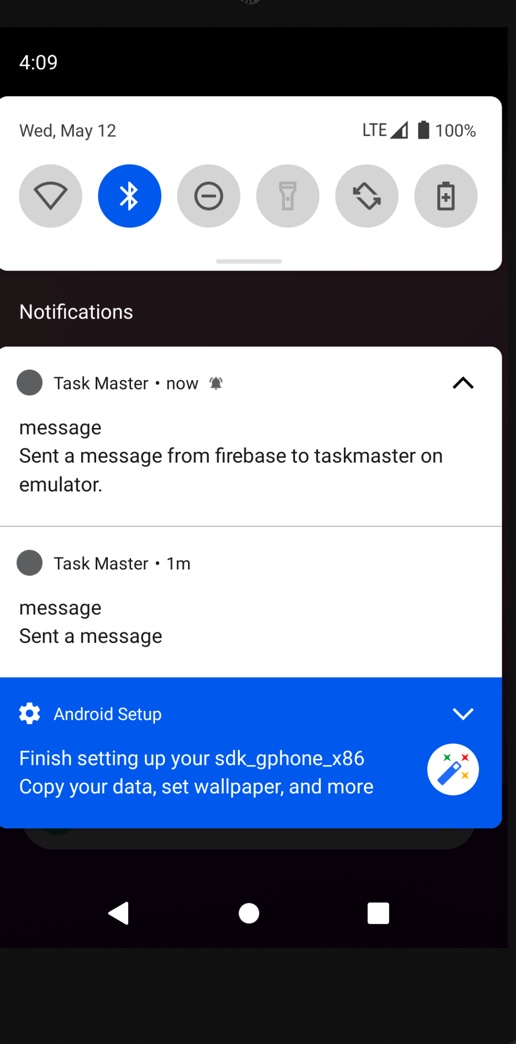 4:09
Wed, May 12 LTE 100%
Notifications
Task Master • now
message
Sent a message from firebase to taskmaster on
emulator.
Task Master • 1m
message
Sent a message
Android Setup
Finish setting up your sdk_gphone_x86
Copy your data, set wallpaper, and more